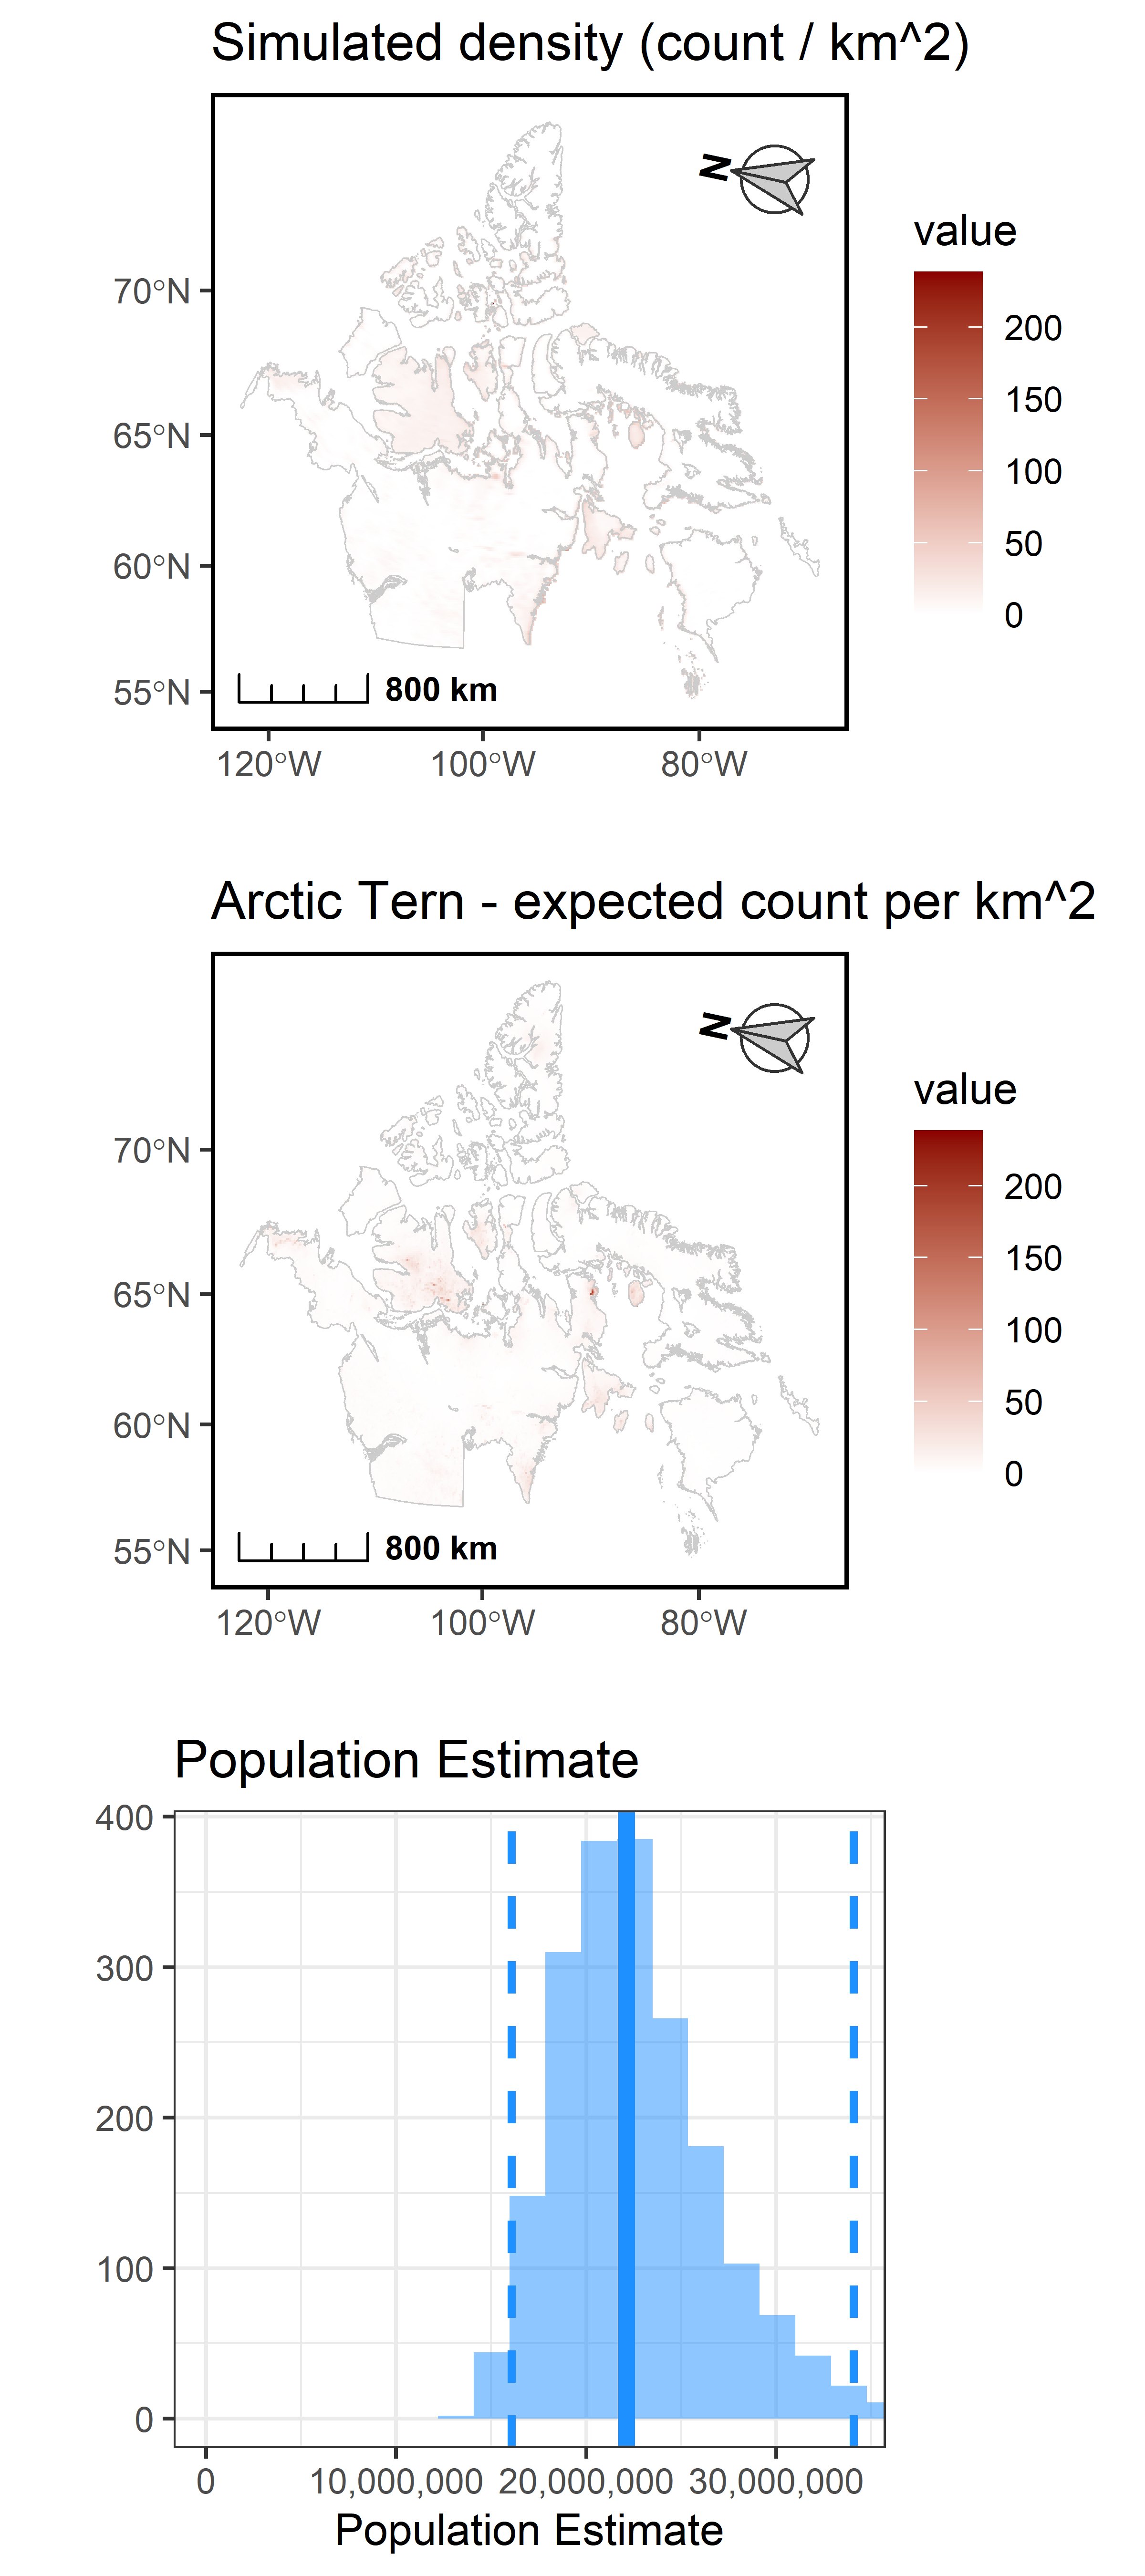 Simulated density (count / km^2)
N
value
200
150
100
50
0
70°N
65°N
60°N
55°N
800 km
120°W 100°W 80°W
Arctic Tern - expected count per km^2
N
value
200
150
100
50
0
70°N
65°N
60°N
55°N
800 km
120°W 100°W 80°W
Population Estimate
400
300
200
100
0
0 10,000,000 20,000,000 30,000,000
Population Estimate